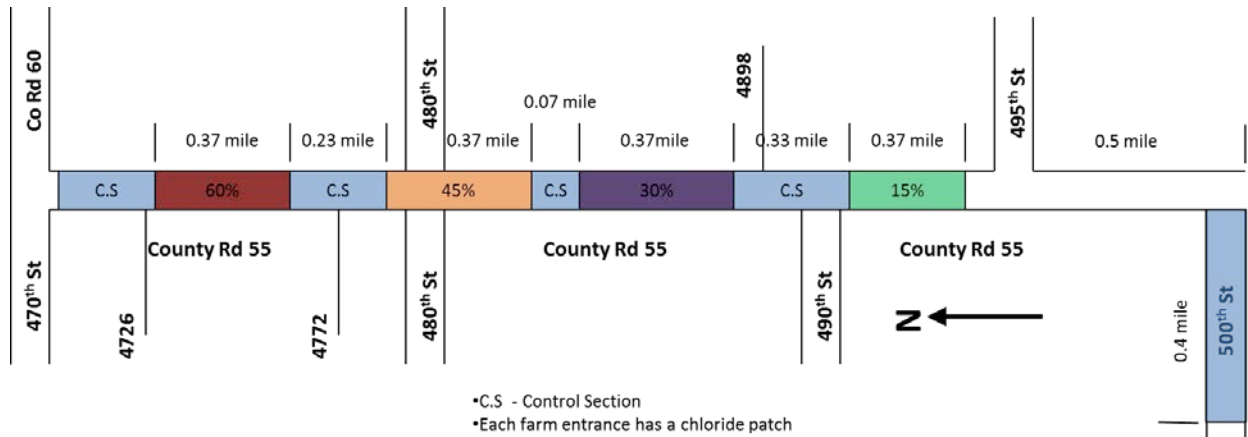 Co Rd 60
480th St
4898
495th St
0.07 mile
0.37 mile
0.23 mile
0.37 mile
0.37mile
0.33 mile
0.37 mile
0.5 mile
C.S
60%
C.S
45%
C.S
30%
C.S
15%
County Rd 55
County Rd 55
County Rd 55
470th St
4726
4772
480th St
490th St
N
0.4 mile
500th St
•C.S - Control Section
•Each farm entrance has a chloride patch